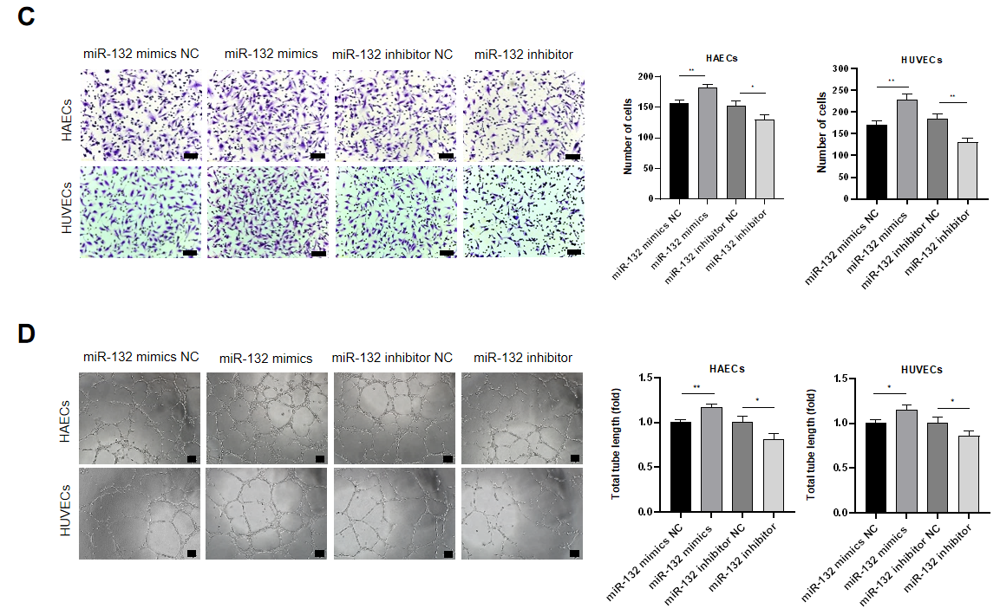 C
miR-132 mimics NC
miR-132 mimics
miR-132 inhibitor NC
miR-132 inhibitor
HAECs
HUVECs
HAECs
Number of cells
200
150
100
50
0
**
*
miR-132 mimics NC
miR-132 mimics
miR-132 inhibitor NC
miR-132 inhibitor
HUVECs
Number of cells
300
250
200
150
100
50
0
**
**
miR-132 mimics NC
miR-132 mimics
miR-132 inhibitor NC
miR-132 inhibitor
D
miR-132 mimics NC
miR-132 mimics
miR-132 inhibitor NC
miR-132 inhibitor
HAECs
HUVECs
HAECs
Total tube length (fold)
1.5
1.0
0.5
0.0
**
*
miR-132 mimics NC
miR-132 mimics
miR-132 inhibitor NC
miR-132 inhibitor
HUVECs
Total tube length (fold)
1.5
1.0
0.5
0.0
*
*
miR-132 mimics NC
miR-132 mimics
miR-132 inhibitor NC
miR-132 inhibitor